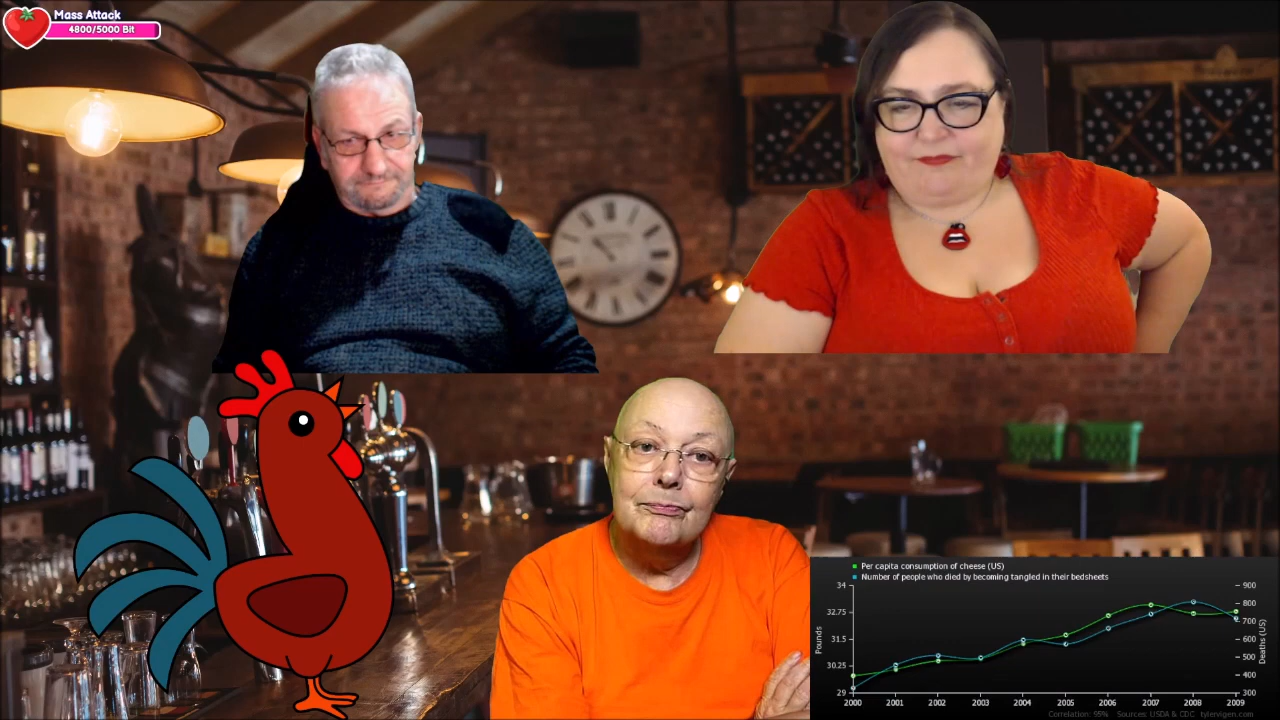 Mass Attack
4800/5000 Bit
Per capita consumption of cheese (US)
Number of people who died by becoming tangled in their bedsheets
34
32.75
31.5
30.25
29
Pounds
900
800
700
600
500
400
300
Deaths (US)
2000 2001 2002 2003 2004 2005 2006 2007 2008 2009
Correlation: 95% Sources: USDA & CDC tylervigen.com